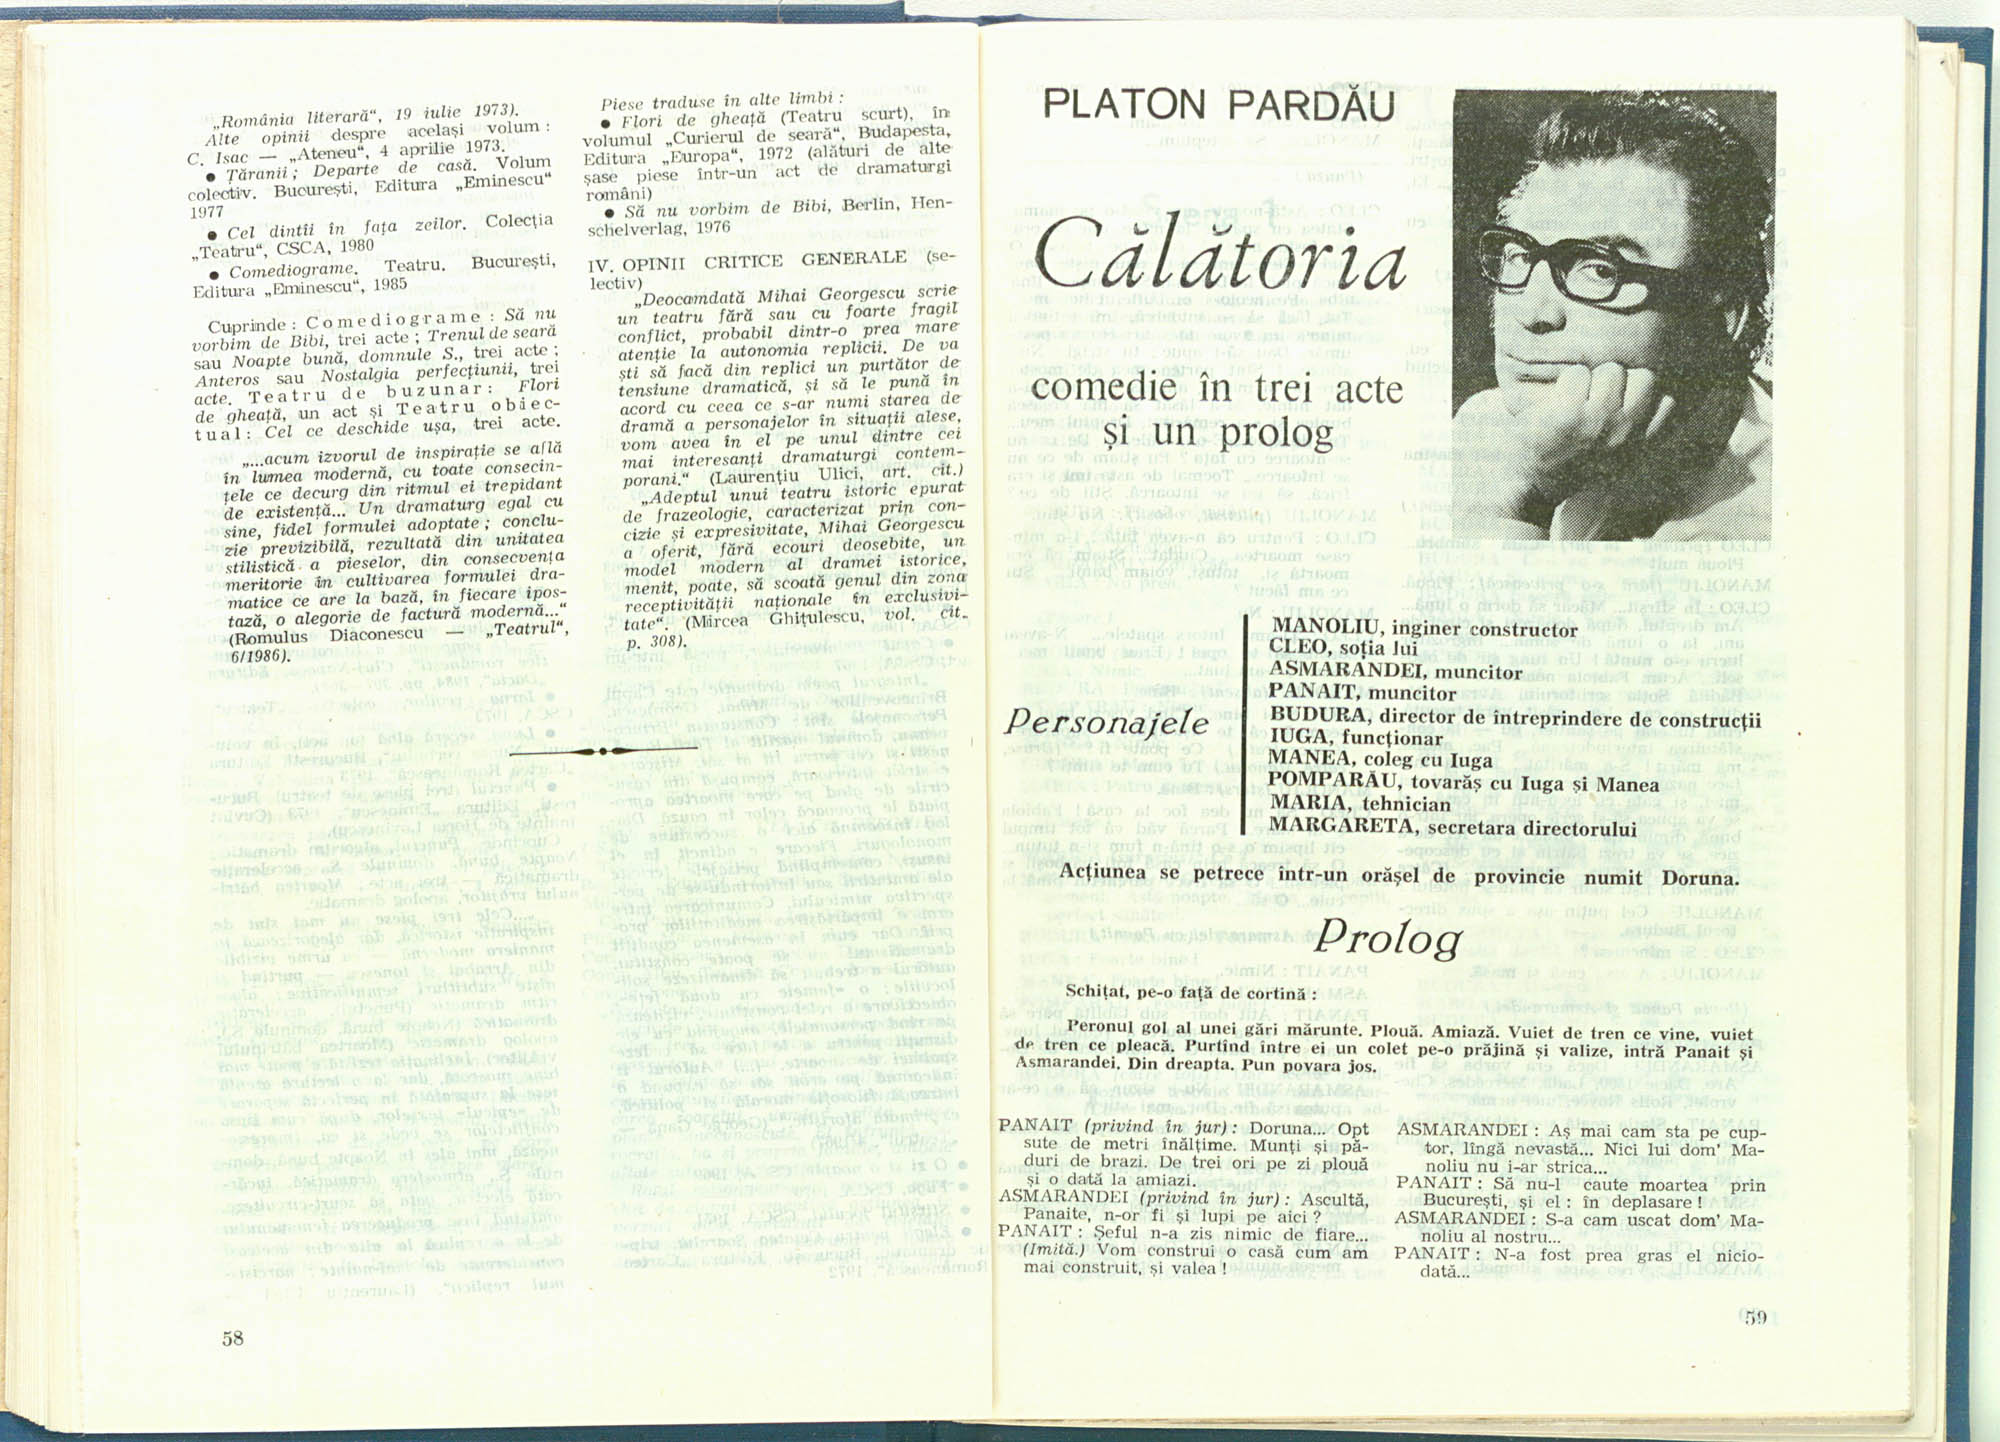 „România literară“, 19 iulie 1973).
Alte opinii despre același volum :
C. Isac — „Ateneu“, 4 aprilie 1973.
● Țăranii ; Departe de casă. Volum
colectiv. București, Editura „Eminescu“
1977
● Cel dintîi în fața zeilor. Colecția
„Teatru“, CSCA, 1980
● Comediograme. Teatru. București,
Editura „Eminescu“, 1985
Cuprinde : Comediograme : Să nu
vorbim de Bibi, trei acte ; Trenul de seară
sau Noapte bună, domnule S., trei acte ;
Anteros sau Nostalgia perfecțiunii, trei
acte. Teatru de buzunar : Flori
de gheață, un act și Teatru obiec-
tual : Cel ce deschide ușa, trei acte.
„...acum izvorul de inspirație se află
în lumea modernă, cu toate consecin-
țele ce decurg din ritmul ei trepidant
de existență... Un dramaturg egal cu
sine, fidel formulei adoptate ; conclu-
zie previzibilă, rezultată din unitatea
stilistică a pieselor, din consecvența
meritorie în cultivarea formulei dra-
matice ce are la bază, în fiecare ipos-
tază, o alegorie de factură modernă...“
(Romulus Diaconescu — „Teatrul“,
6/1986).
Piese traduse în alte limbi :
● Flori de gheață (Teatru scurt), în
volumul „Curierul de seară“, Budapesta,
Editura „Europa“, 1972 (alături de alte
șase piese într-un act de dramaturgi
români)
● Să nu vorbim de Bibi, Berlin, Hen-
schelverlag, 1976
IV. OPINII CRITICE GENERALE (se-
lectiv)
„Deocamdată Mihai Georgescu scrie
un teatru fără sau cu foarte fragil
conflict, probabil dintr-o prea mare
atenție la autonomia replicii. De va
ști să facă din replici un purtător de
tensiune dramatică, și să le pună în
acord cu ceea ce s-ar numi starea de
dramă a personajelor în situații alese,
vom avea în el pe unul dintre cei
mai interesanți dramaturgi contem-
porani.“ (Laurențiu Ulici, art. cit.)
„Adeptul unui teatru istoric epurat
de frazeologie, caracterizat prin con-
cizie și expresivitate, Mihai Georgescu
a oferit, fără ecouri deosebite, un
model modern al dramei istorice,
menit, poate, să scoată genul din zona
receptivității naționale în exclusivi-
tate“. (Mircea Ghițulescu, vol. cit.
p. 308).
58
PLATON PARDĂU
Călătoria
comedie în trei acte
și un prolog
Personajele
MANOLIU, inginer constructor
CLEO, soția lui
ASMARANDEI, muncitor
PANAIT, muncitor
BUDURA, director de întreprindere de construcții
IUGA, funcționar
MANEA, coleg cu Iuga
POMPARĂU, tovarăș cu Iuga și Manea
MARIA, tehnician
MARGARETA, secretara directorului
Acțiunea se petrece într-un orășel de provincie numit Doruna.
Prolog
Schițat, pe-o față de cortină :
Peronul gol al unei gări mărunte. Plouă. Amiază. Vuiet de tren ce vine, vuiet
de tren ce pleacă. Purtînd între ei un colet pe-o prăjină și valize, intră Panait și
Asmarandei. Din dreapta. Pun povara jos.
PANAIT (privind în jur) : Doruna... Opt
sute de metri înălțime. Munți și pă-
duri de brazi. De trei ori pe zi plouă
și o dată la amiazi.
ASMARANDEI (privind în jur) : Ascultă,
Panaite, n-or fi și lupi pe aici ?
PANAIT : Șeful n-a zis nimic de fiare...
(Imită.) Vom construi o casă cum am
mai construit, și valea !
ASMARANDEI : Aș mai cam sta pe cup-
tor, lîngă nevastă... Nici lui dom' Ma-
noliu nu i-ar strica...
PANAIT : Să nu-l caute moartea prin
București, și el : în deplasare !
ASMARANDEI : S-a cam uscat dom' Ma-
noliu al nostru...
PANAIT : N-a fost prea gras el nicio-
dată...
59